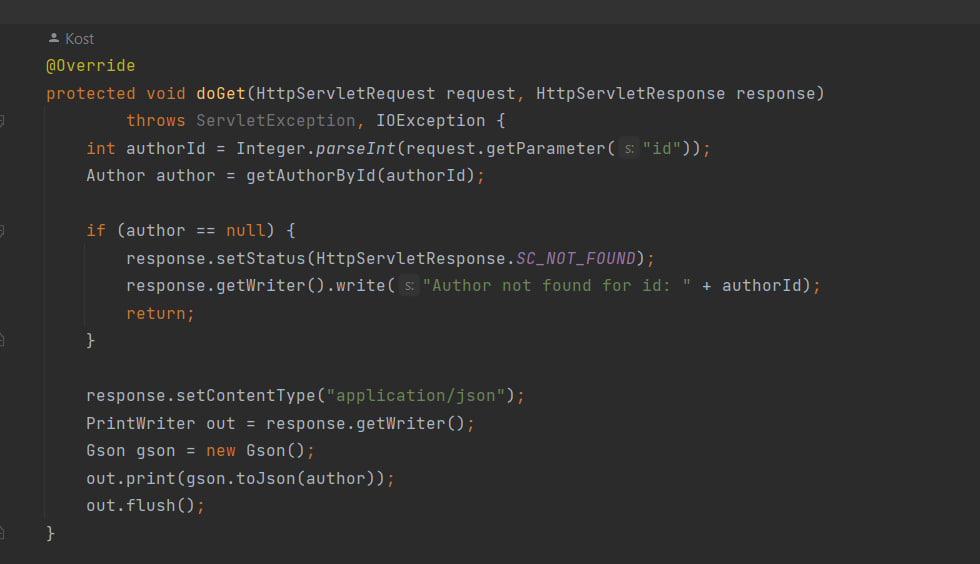 Kost
@Override
protected void doGet(HttpServletRequest request, HttpServletResponse response)
        throws ServletException, IOException {
    int authorId = Integer.parseInt(request.getParameter( s: "id"));
    Author author = getAuthorById(authorId);

    if (author == null) {
        response.setStatus(HttpServletResponse.SC_NOT_FOUND);
        response.getWriter().write( s: "Author not found for id: " + authorId);
        return;
    }

    response.setContentType("application/json");
    PrintWriter out = response.getWriter();
    Gson gson = new Gson();
    out.print(gson.toJson(author));
    out.flush();
}